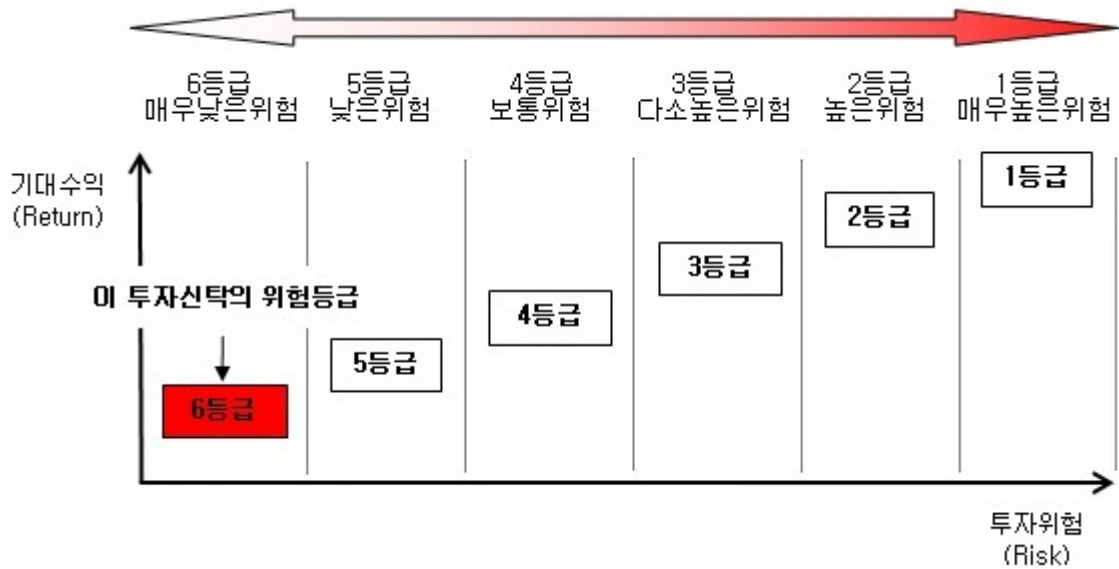 6등급
매우낮은위험
5등급
낮은위험
4등급
보통위험
3등급
다소높은위험
2등급
높은위험
1등급
매우높은위험
기대수익
(Return)
1등급
2등급
3등급
이 투자신탁의 위험등급
4등급
5등급
6등급
투자위험
(Risk)